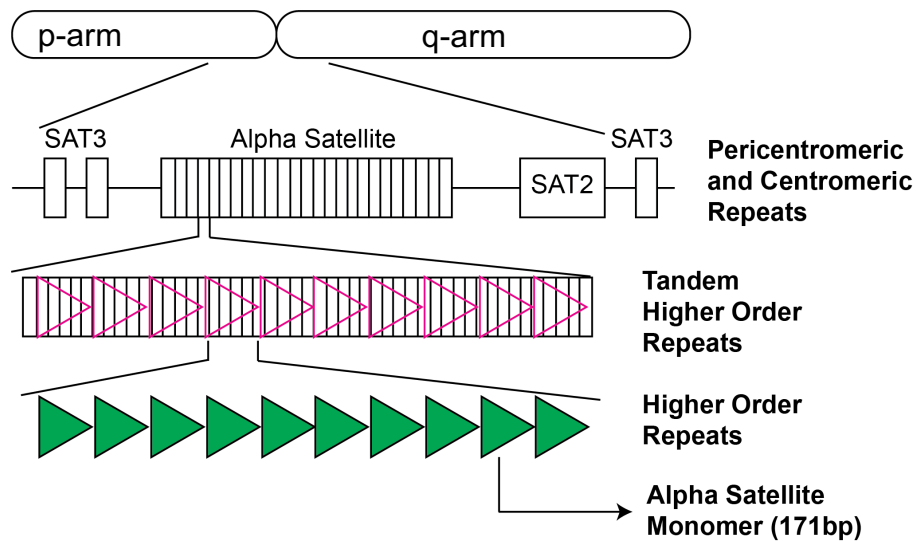 p-arm
q-arm
SAT3
Alpha Satellite
SAT3
SAT2
Pericentromeric
and Centromeric
Repeats
Tandem
Higher Order
Repeats
Higher Order
Repeats
Alpha Satellite
Monomer (171bp)